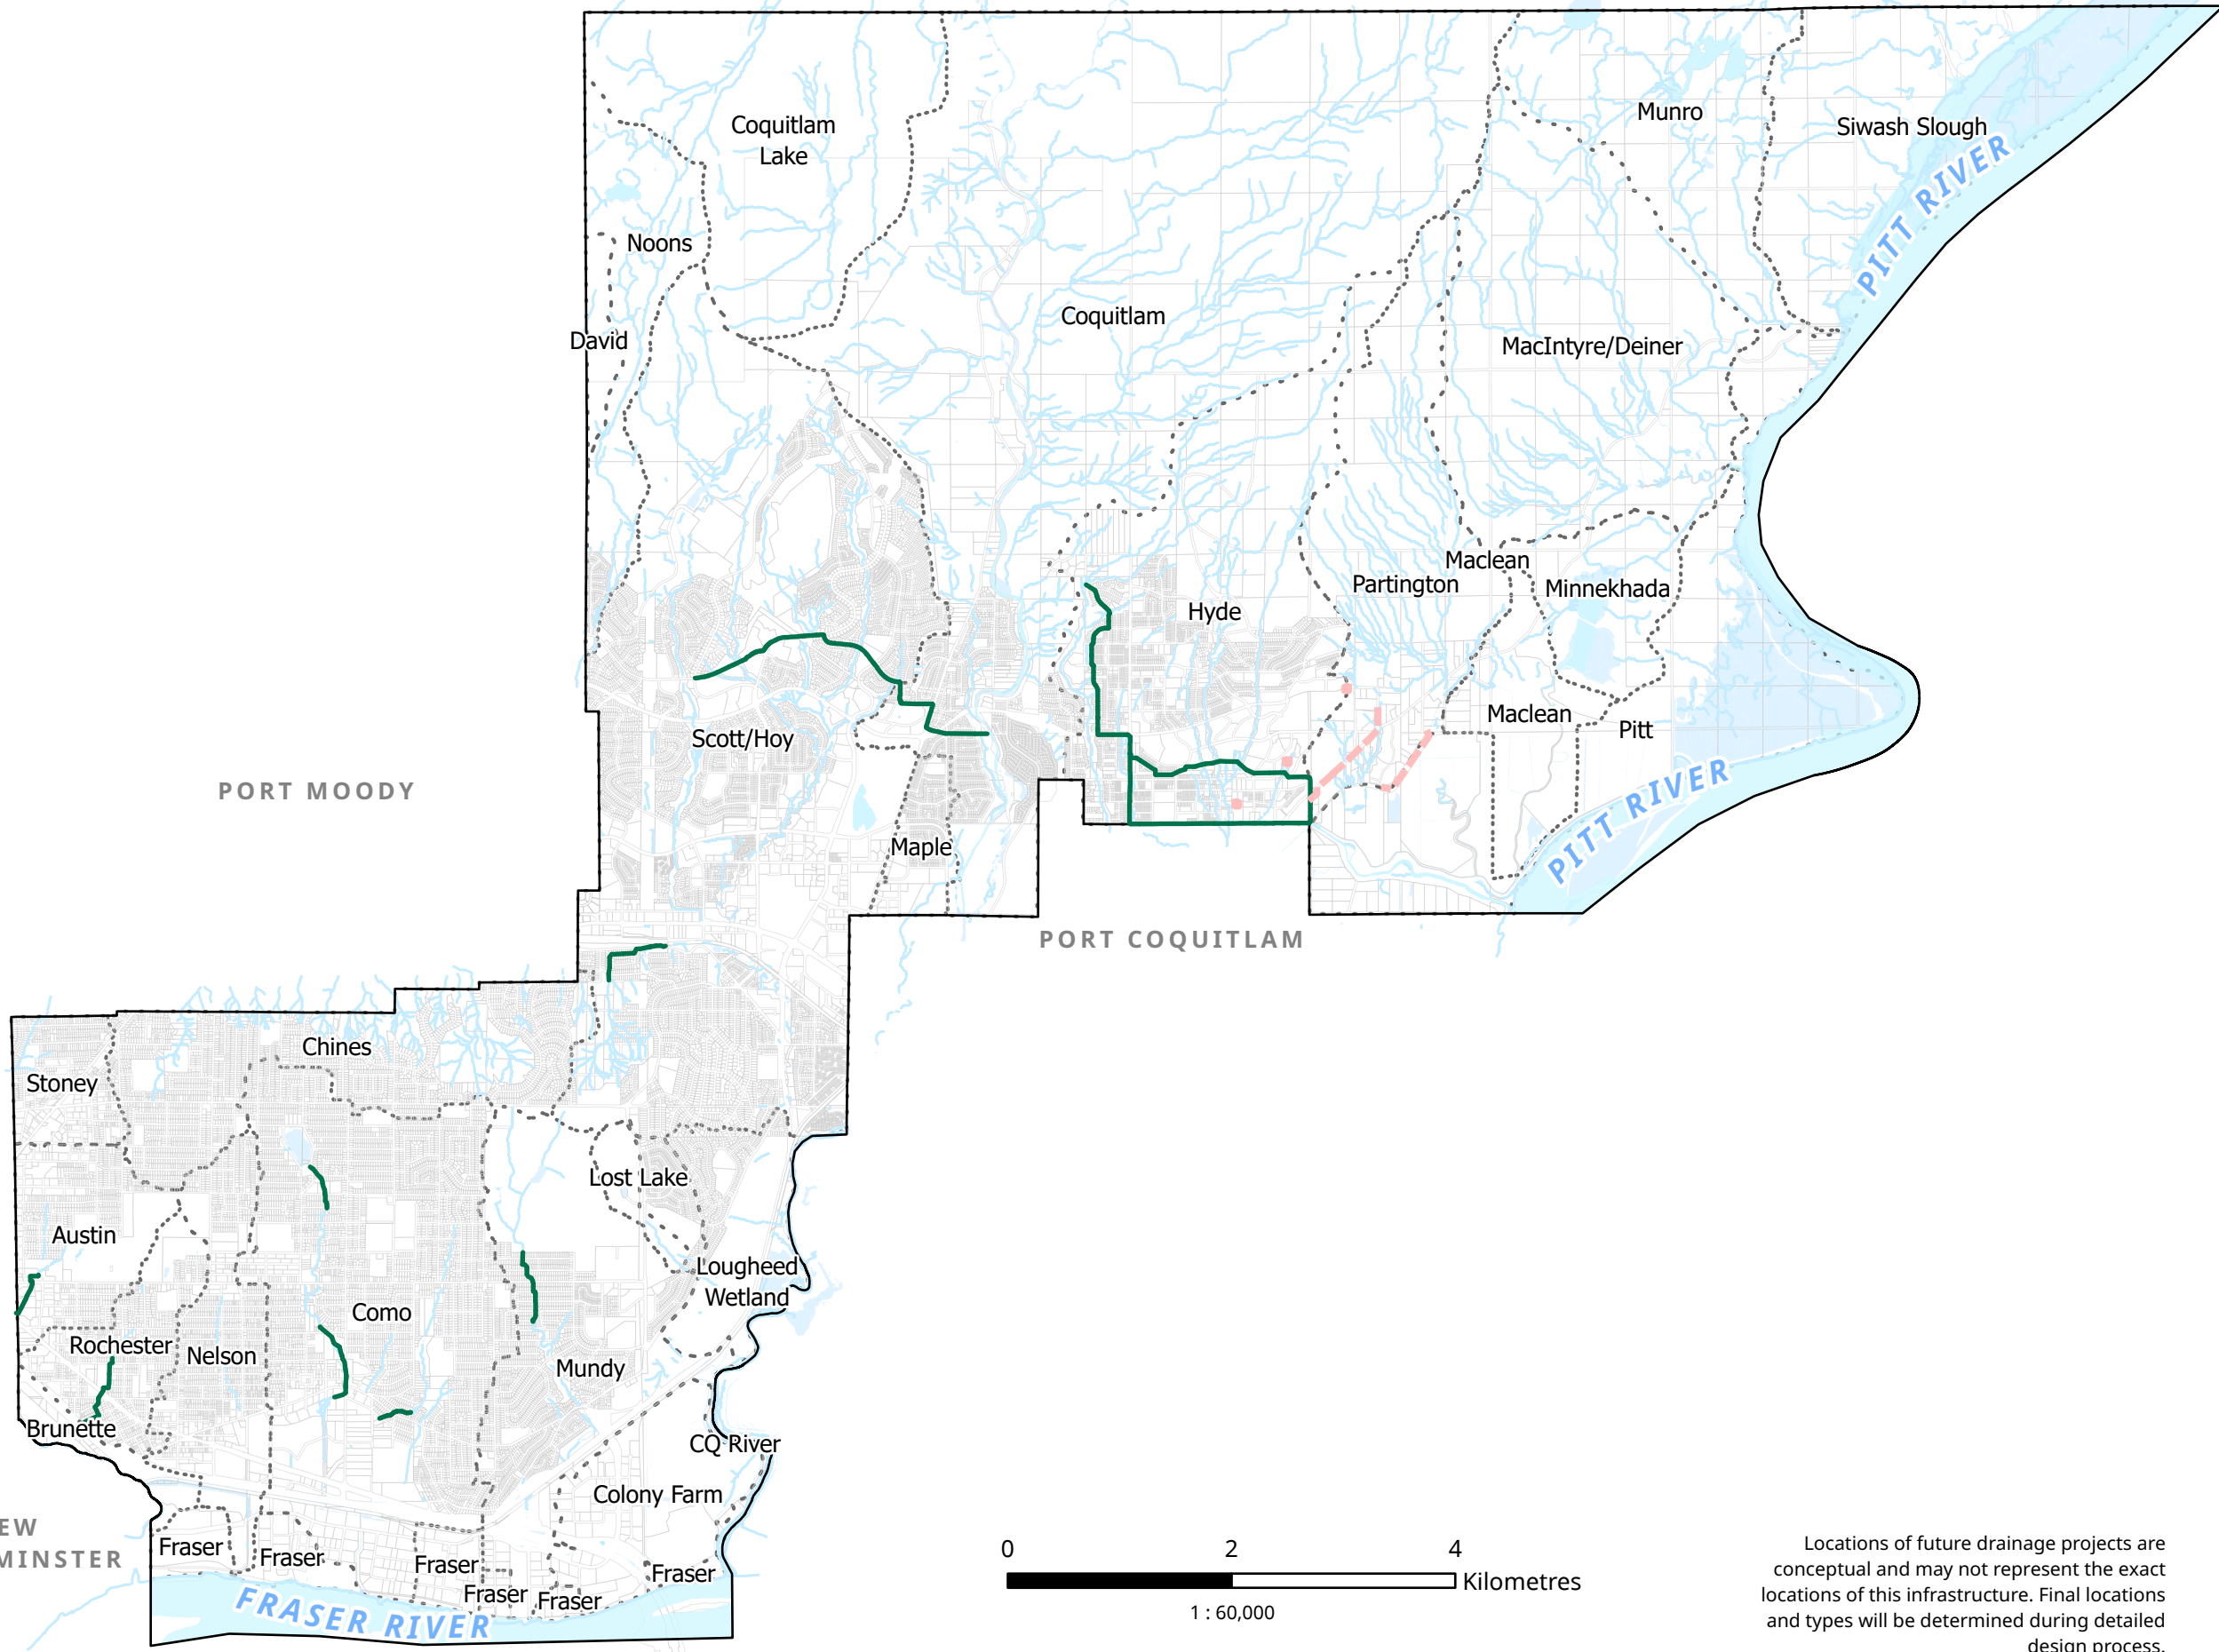 Coquitlam
Lake
Munro
Siwash Slough
PITT RIVER
Noons
David
Coquitlam
MacIntyre/Deiner
Maclean
Partington
Minnekhada
Hyde
Scott/Hoy
Maclean
Pitt
PITT RIVER
PORT MOODY
Maple
PORT COQUITLAM
Chines
Stoney
Lost Lake
Austin
Lougheed
Wetland
Como
Rochester
Nelson
Mundy
Brunette
CQ River
Colony Farm
EW
MINSTER
Fraser
Fraser
Fraser
Fraser
Fraser
Fraser
FRASER RIVER
0 2 4
Kilometres
1 : 60,000
Locations of future drainage projects are
conceptual and may not represent the exact
locations of this infrastructure. Final locations
and types will be determined during detailed
design process.